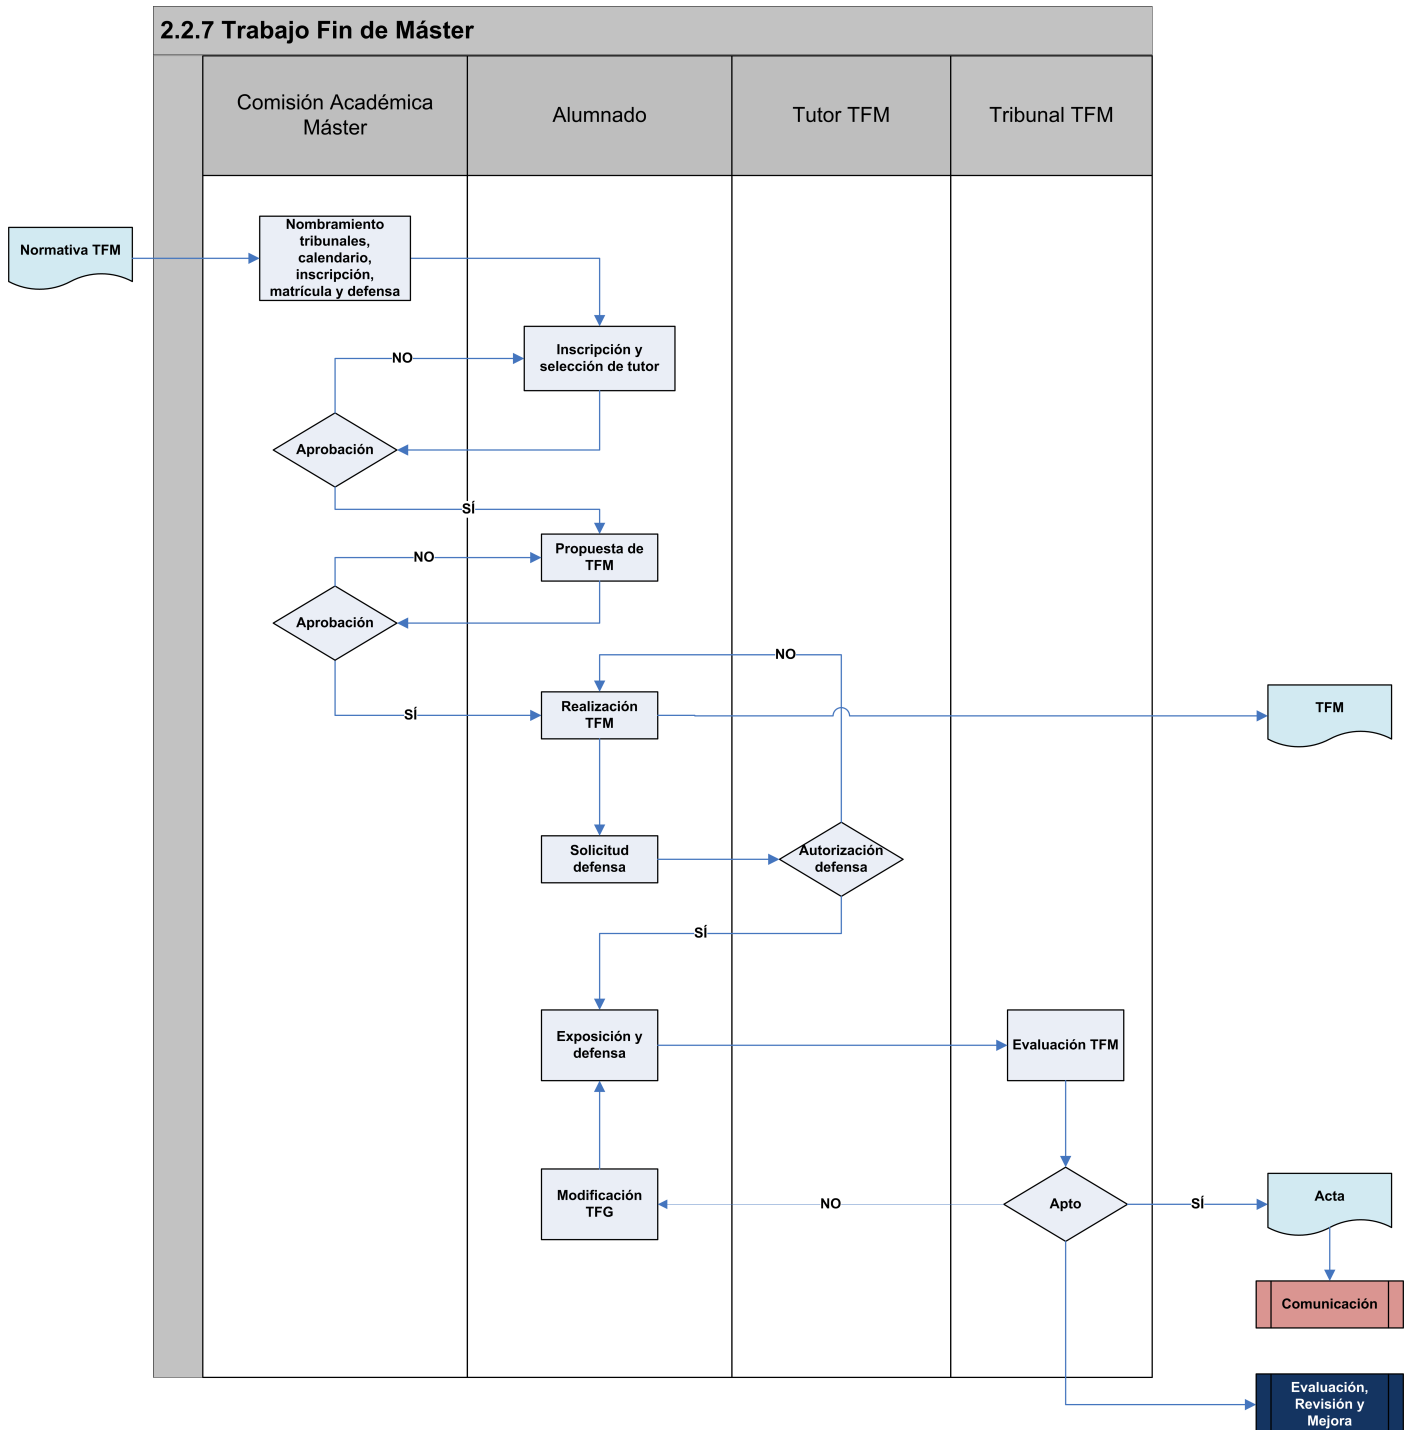 2.2.7 Trabajo Fin de Máster
Comisión Académica
Máster
Alumnado
Tutor TFM
Tribunal TFM
Normativa TFM
Nombramiento
tribunales,
calendario,
inscripción,
matrícula y defensa
Inscripción y
selección de tutor
NO
Aprobación
SÍ
Propuesta de
TFM
NO
Aprobación
NO
Realización
TFM
SÍ
TFM
Solicitud
defensa
Autorización
defensa
SÍ
Exposición y
defensa
Evaluación TFM
Modificación
TFG
NO
Apto
SÍ
Acta
Comunicación
Evaluación,
Revisión y
Mejora